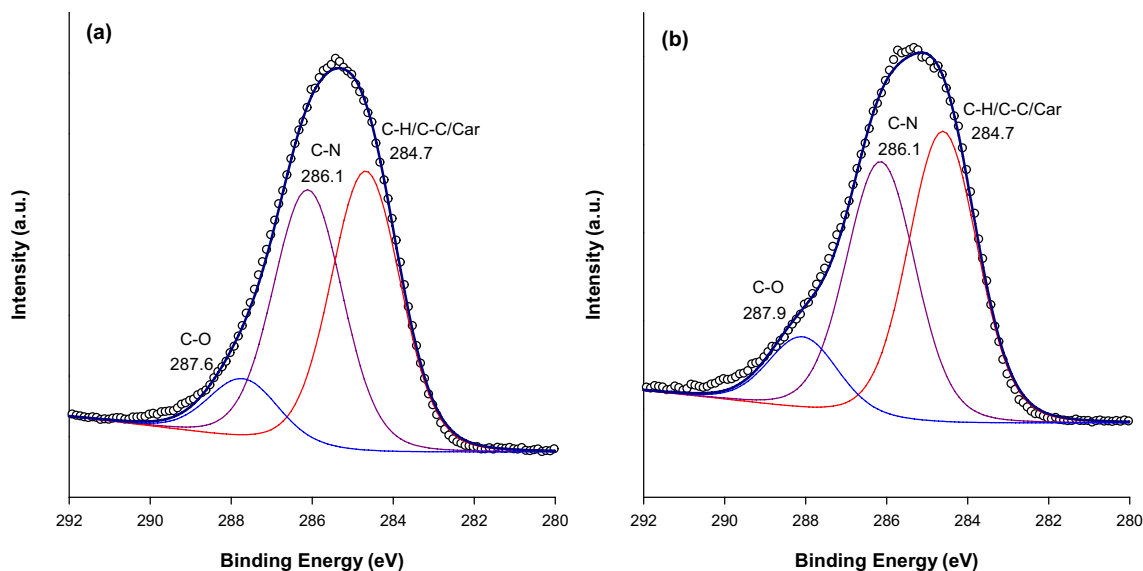 (a)
C-H/C-C/Car
284.7
C-N
286.1
C-O
287.6
Intensity (a.u.)
292 290 288 286 284 282 280
Binding Energy (eV)
(b)
C-H/C-C/Car
284.7
C-N
286.1
C-O
287.9
Intensity (a.u.)
292 290 288 286 284 282 280
Binding Energy (eV)